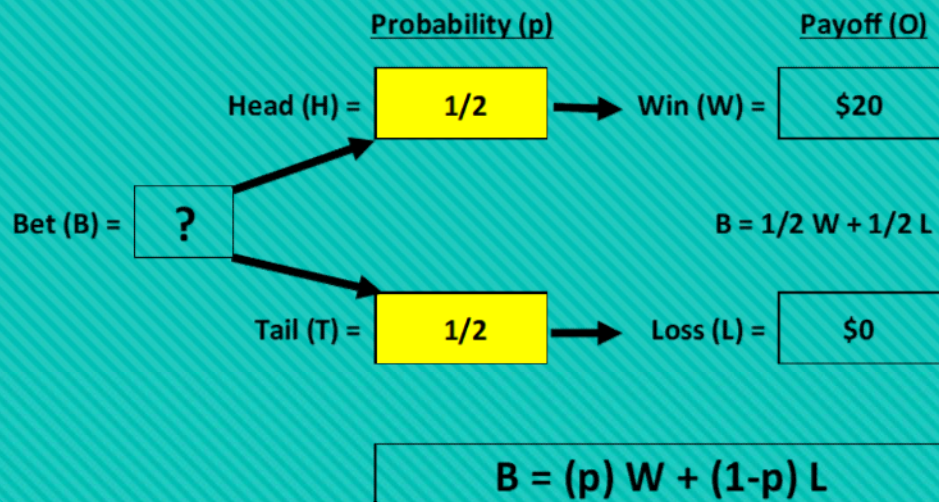 Probability (p) Payoff (O)
Head (H) = 1/2 Win (W) = $20
Bet (B) = ? B = 1/2 W + 1/2 L
Tail (T) = 1/2 Loss (L) = $0
B = (p) W + (1-p) L